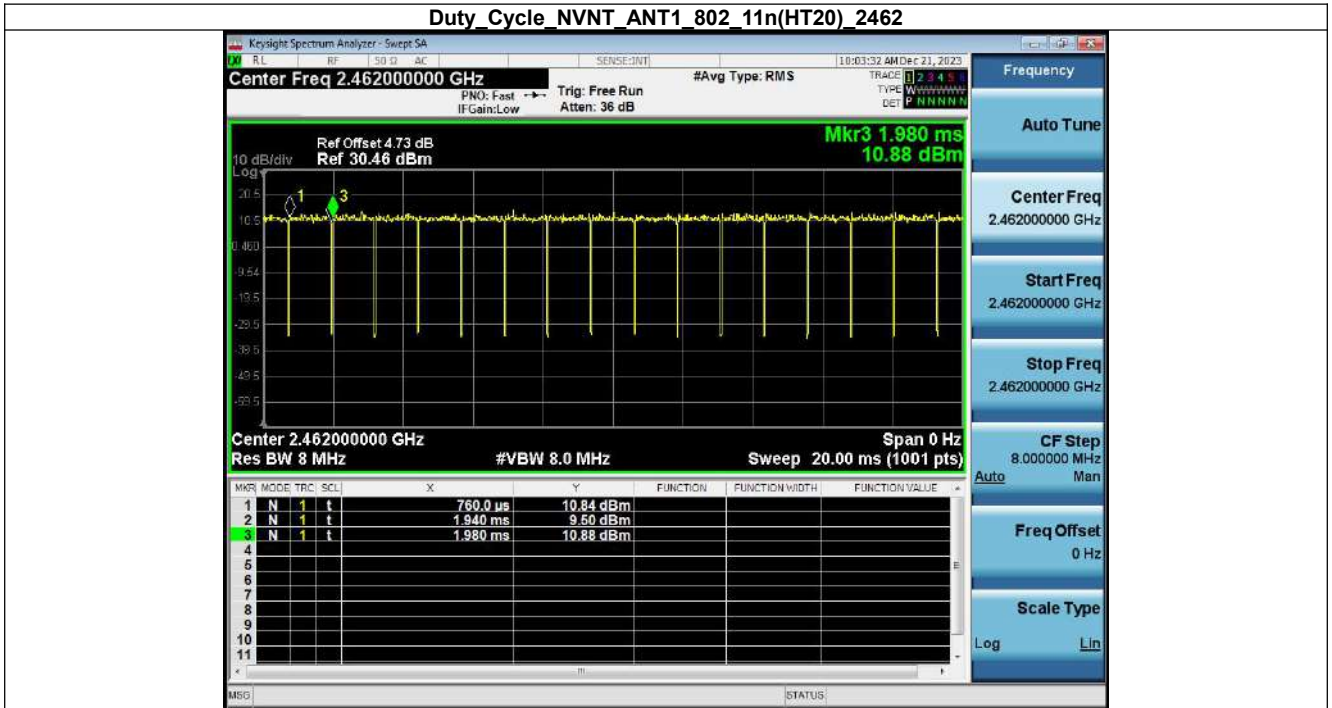 Duty_Cycle_NVNT_ANT1_802_11n(HT20)_2462
Keysight Spectrum Analyzer - Swept SA
RL RF 50 Ω AC SENSE:INT 10:03:32 AM Dec 21, 2023
Center Freq 2.462000000 GHz #Avg Type: RMS TRACE 1 2 3 4 5 6
PNO: Fast Trig: Free Run TYPE WWWWWW
IFGain:Low Atten: 36 dB DET P N N N N N
Frequency
Auto Tune
Mkr3 1.980 ms
10.88 dBm
Ref Offset 4.73 dB
10 dB/div Ref 30.46 dBm
Log
20.5
10.5
0.460
-9.54
-19.5
-29.5
-39.5
-49.5
-59.5
1
3
Center 2.462000000 GHz Span 0 Hz
Res BW 8 MHz #VBW 8.0 MHz Sweep 20.00 ms (1001 pts)
MKR MODE TRC SCL X Y FUNCTION FUNCTION WIDTH FUNCTION VALUE
1 N 1 t 760.0 µs 10.84 dBm
2 N 1 t 1.940 ms 9.50 dBm
3 N 1 t 1.980 ms 10.88 dBm
4
5
6
7
8
9
10
11
MSG STATUS
Center Freq
2.462000000 GHz
Start Freq
2.462000000 GHz
Stop Freq
2.462000000 GHz
CF Step
8.000000 MHz
Auto Man
Freq Offset
0 Hz
Scale Type
Log Lin